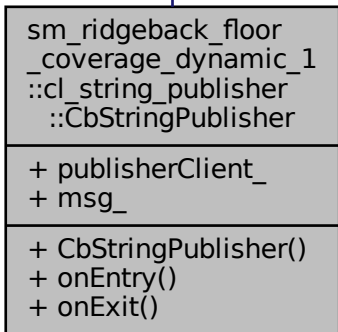 sm_ridgeback_floor
_coverage_dynamic_1
::cl_string_publisher
::CbStringPublisher
+ publisherClient_
+ msg_
+ CbStringPublisher()
+ onEntry()
+ onExit()